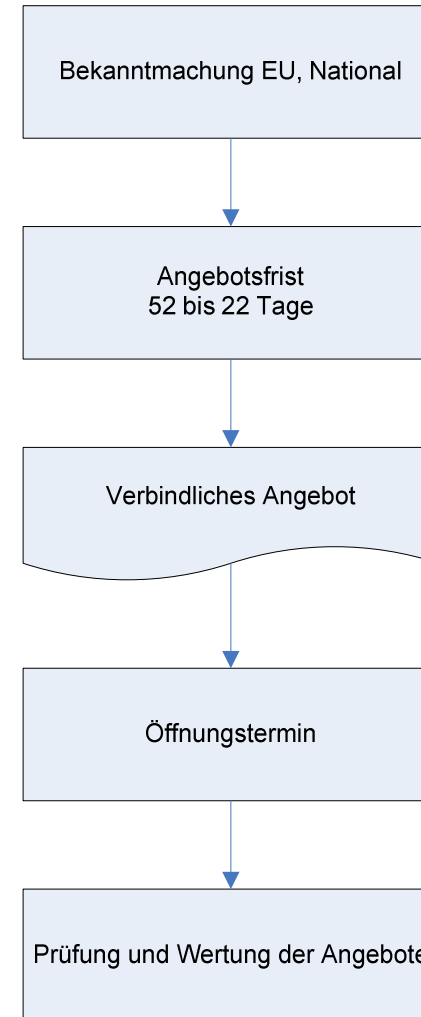 Bekanntmachung EU, National
Angebotsfrist
52 bis 22 Tage
Verbindliches Angebot
Öffnungstermin
Prüfung und Wertung der Angebote